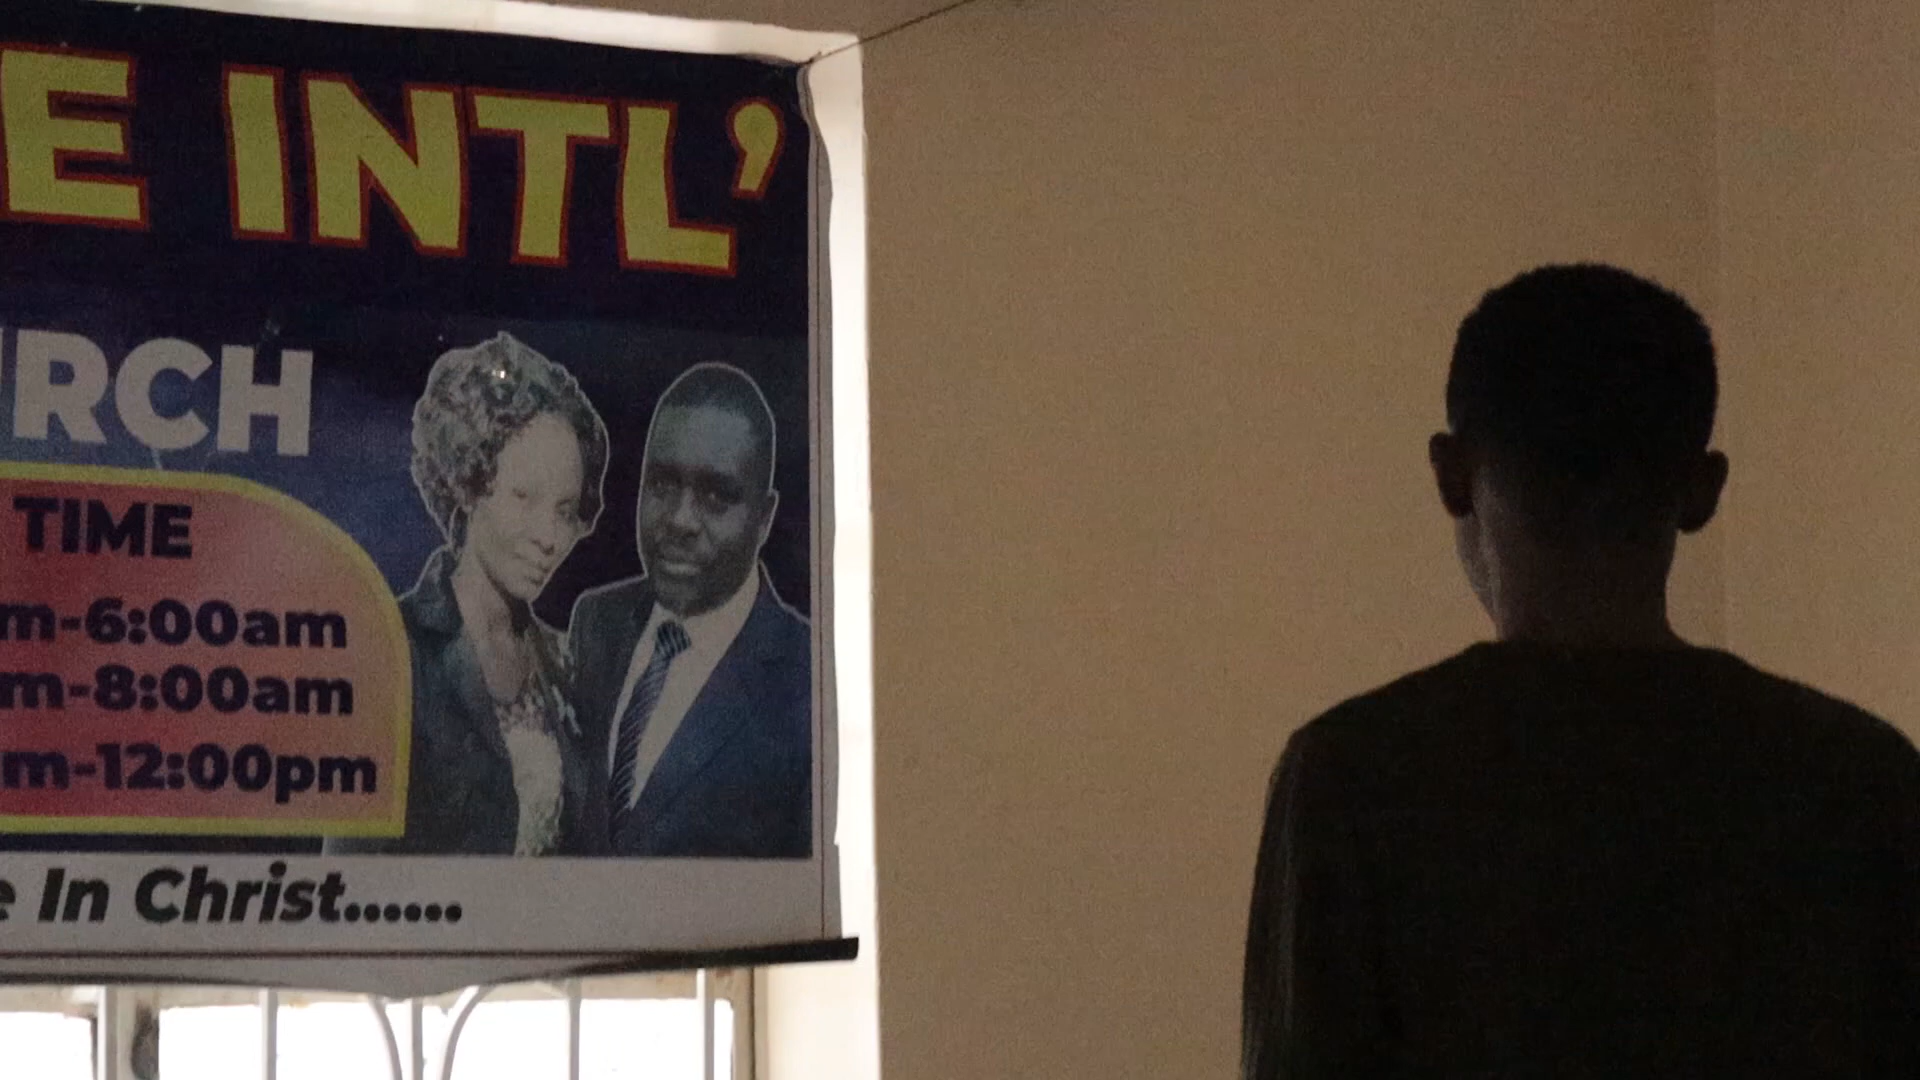 E INTL’
RCH
TIME
m-6:00am
m-8:00am
m-12:00pm
e In Christ......